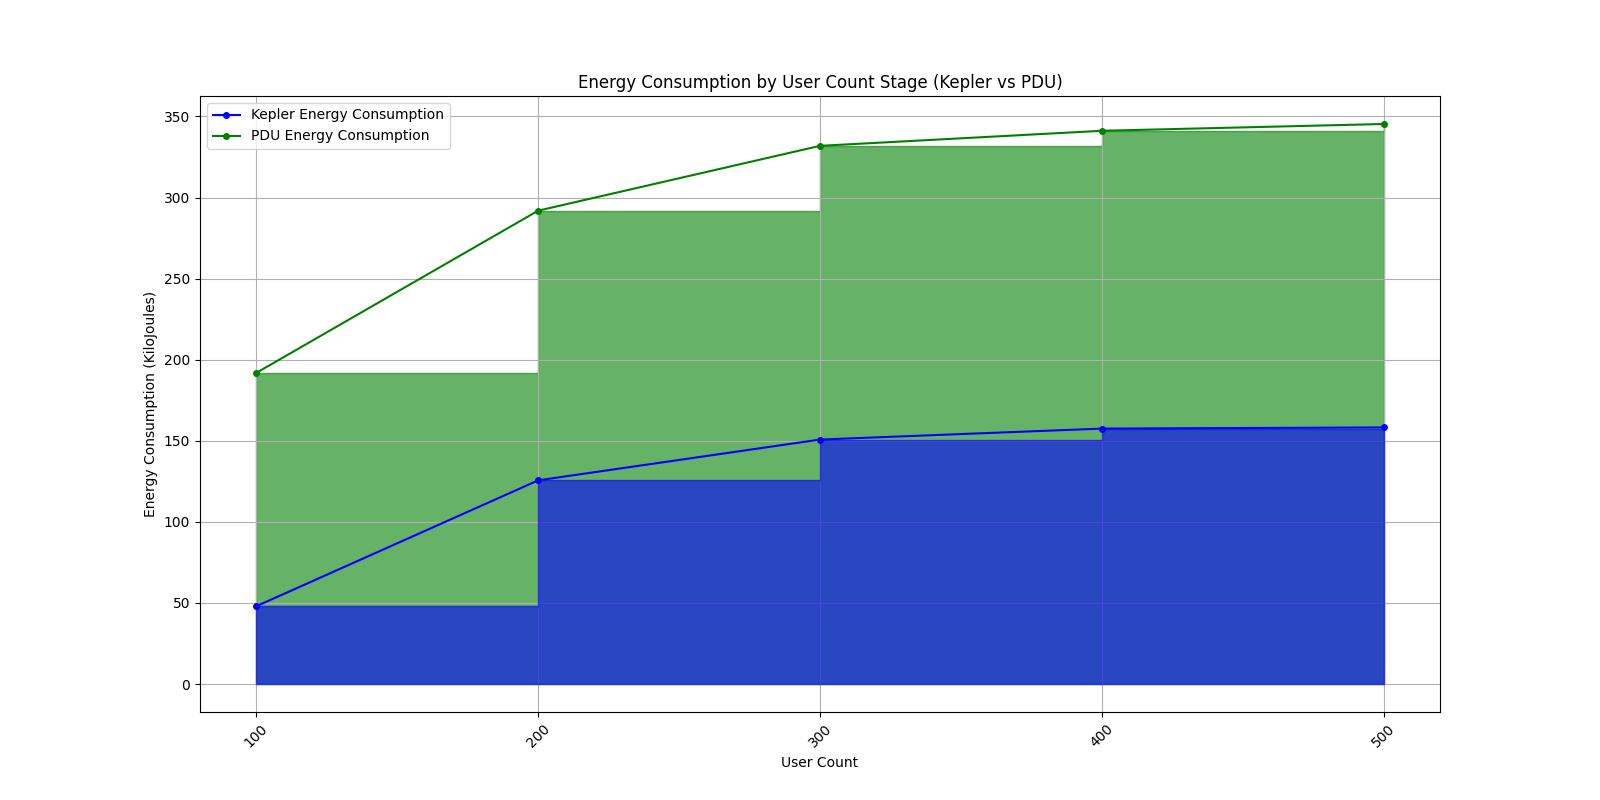 Energy Consumption by User Count Stage (Kepler vs PDU)
Kepler Energy Consumption
PDU Energy Consumption
350
300
250
200
150
100
50
0
Energy Consumption (KiloJoules)
100
200
300
400
500
User Count